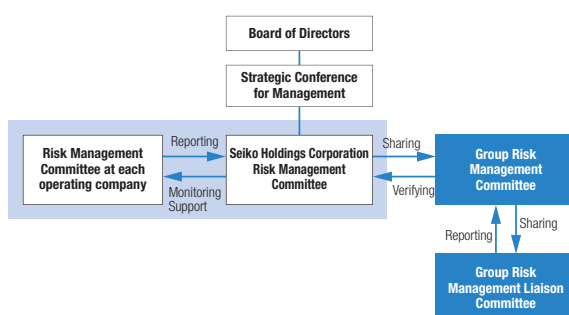 Board of Directors
Strategic Conference
for Management
Risk Management
Committee at each
operating company
Reporting
Monitoring
Support
Seiko Holdings Corporation
Risk Management
Committee
Sharing
Verifying
Group Risk
Management
Committee
Reporting
Sharing
Group Risk
Management Liaison
Committee